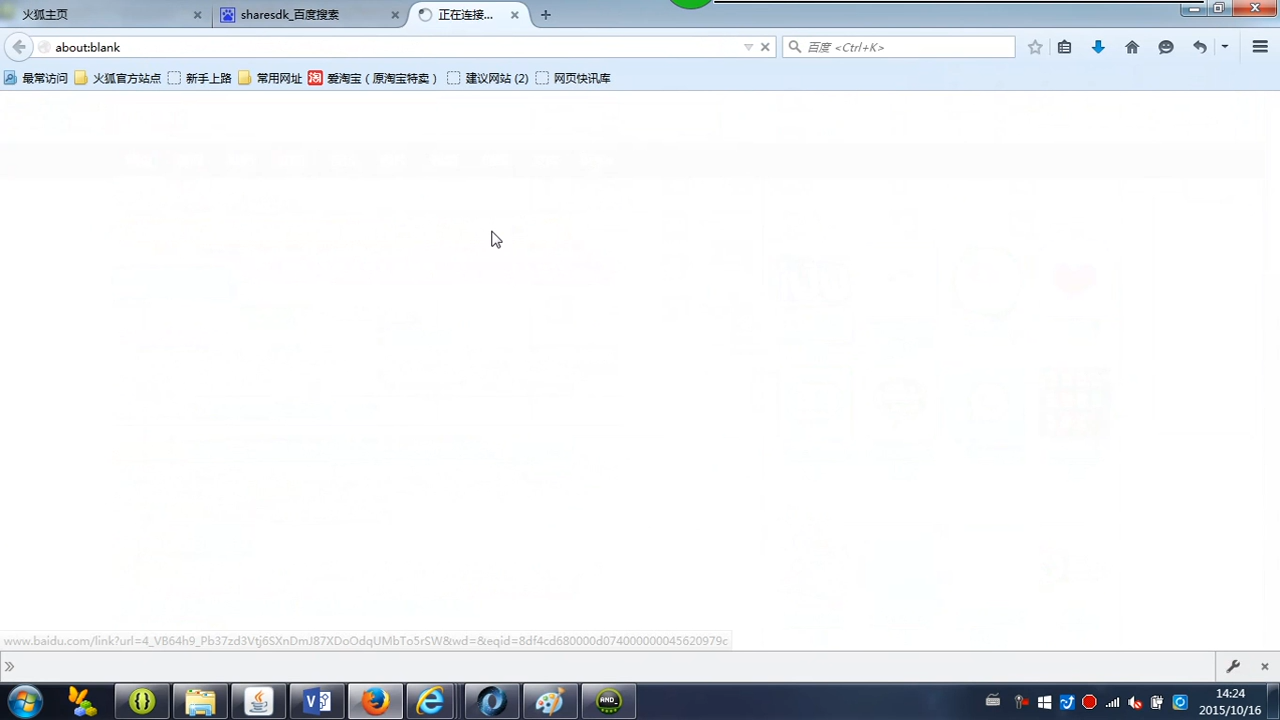 火狐主页
sharesdk_百度搜索
正在连接...
about:blank
百度 <Ctrl+K>
最常访问
火狐官方站点
新手上路
常用网址
淘
爱淘宝（原淘宝特卖）
建议网站 (2)
网页快讯库
www.baidu.com/link?url=4_VB64h9_Pb37zd3Vtj6SXnDmJ87XDoOdqUMbTo5rSW&wd=&eqid=8df4cd680000d074000000045620979c
AND_
14:24
2015/10/16